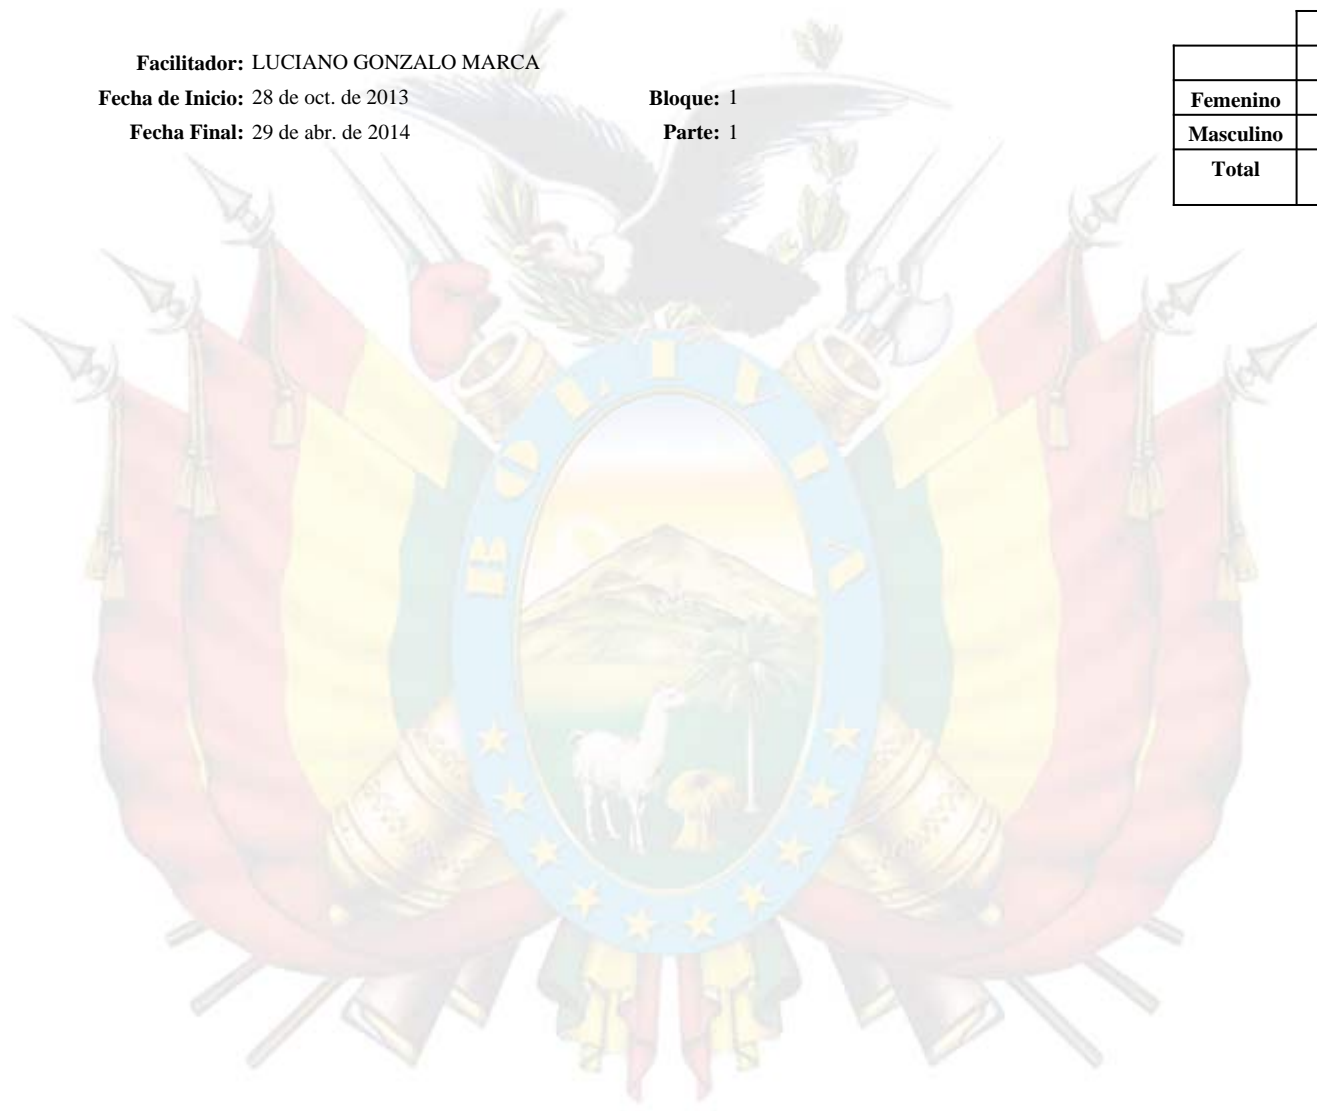 Facilitador: LUCIANO GONZALO MARCA
Fecha de Inicio: 28 de oct. de 2013 Bloque: 1
Fecha Final: 29 de abr. de 2014 Parte: 1
Femenino
Masculino
Total
BOLIVIA